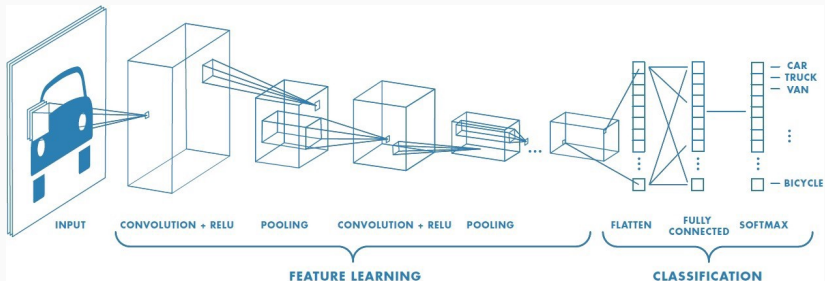 CAR
TRUCK
VAN
BICYCLE
INPUT
CONVOLUTION + RELU
POOLING
CONVOLUTION + RELU
POOLING
FLATTEN
FULLY
CONNECTED
SOFTMAX
FEATURE LEARNING
CLASSIFICATION